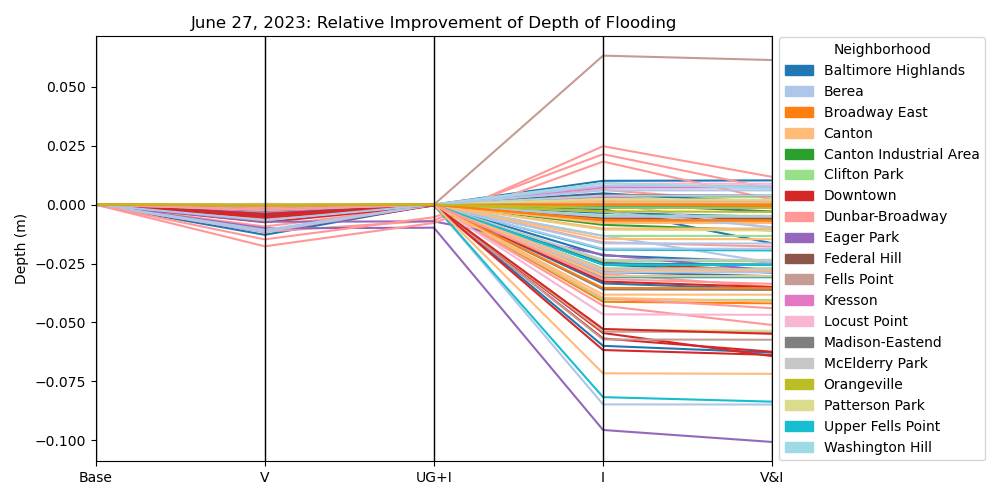 June 27, 2023: Relative Improvement of Depth of Flooding
Depth (m)
0.050
0.025
0.000
−0.025
−0.050
−0.075
−0.100
Base
V
UG+I
I
V&I
Neighborhood
Baltimore Highlands
Berea
Broadway East
Canton
Canton Industrial Area
Clifton Park
Downtown
Dunbar-Broadway
Eager Park
Federal Hill
Fells Point
Kresson
Locust Point
Madison-Eastend
McElderry Park
Orangeville
Patterson Park
Upper Fells Point
Washington Hill